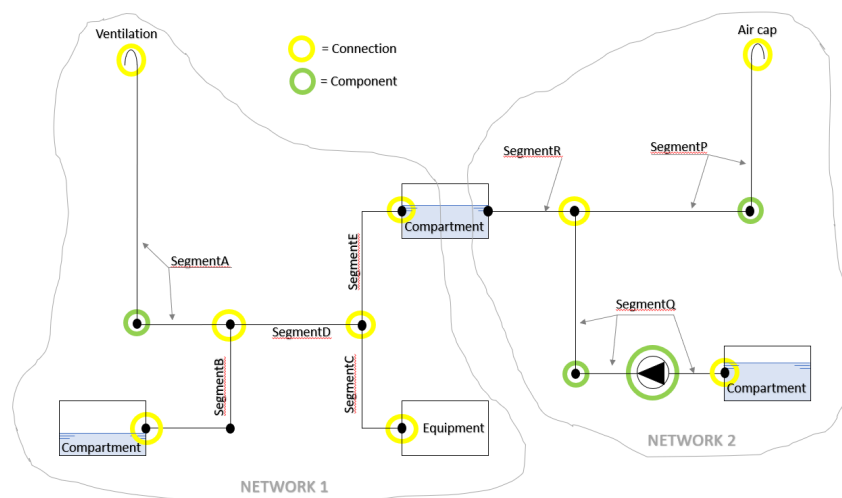 Ventilation
= Connection
= Component
Air cap
SegmentR
SegmentP
Compartment
SegmentE
SegmentA
SegmentD
SegmentB
SegmentC
SegmentQ
Compartment
Equipment
Compartment
NETWORK 1
NETWORK 2